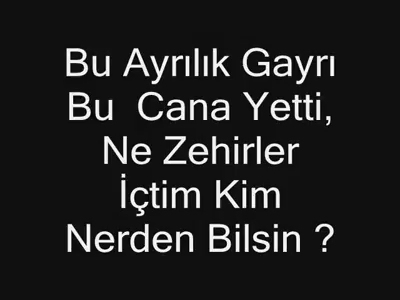 Bu Ayrılık Gayrı
Bu Cana Yetti,
Ne Zehirler
İçtim Kim
Nerden Bilsin ?